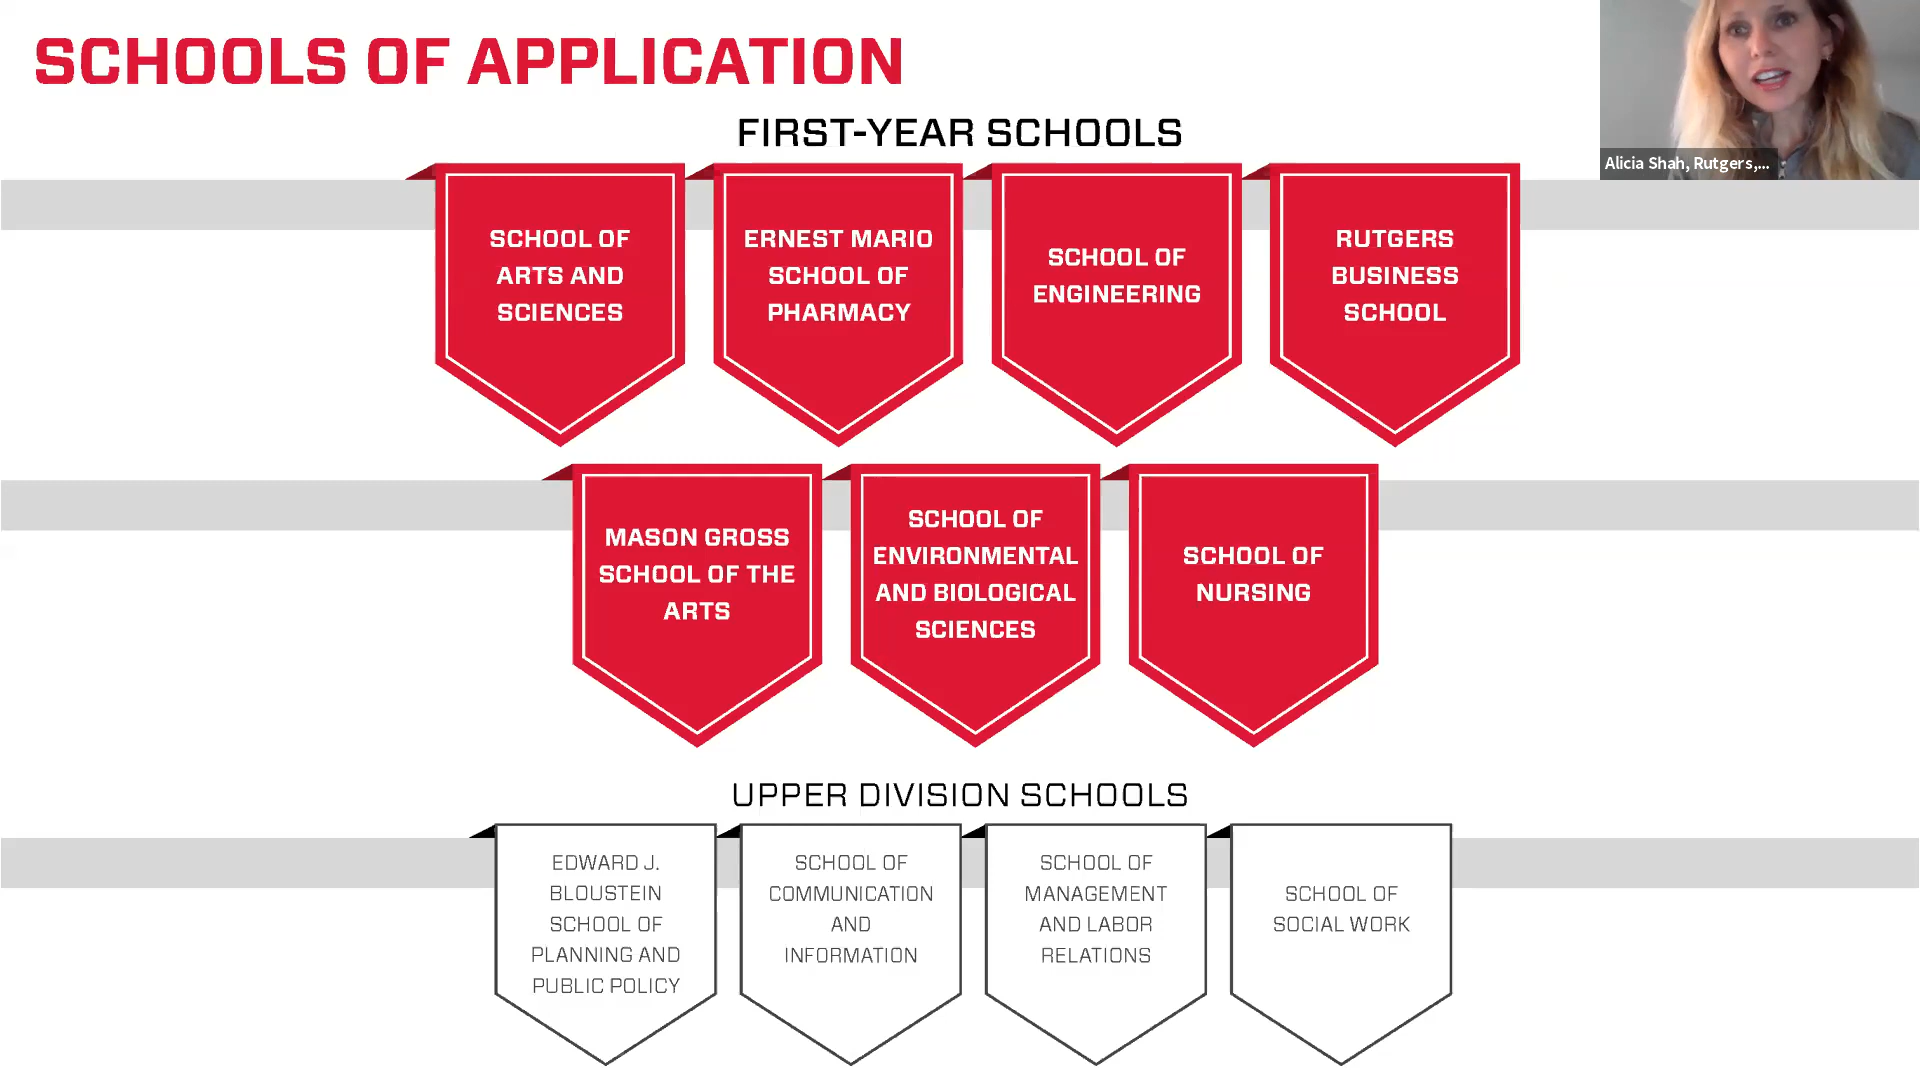 SCHOOLS OF APPLICATION
Alicia Shah, Rutgers,...
FIRST-YEAR SCHOOLS
SCHOOL OF
ARTS AND
SCIENCES
ERNEST MARIO
SCHOOL OF
PHARMACY
SCHOOL OF
ENGINEERING
RUTGERS
BUSINESS
SCHOOL
MASON GROSS
SCHOOL OF THE
ARTS
SCHOOL OF
ENVIRONMENTAL
AND BIOLOGICAL
SCIENCES
SCHOOL OF
NURSING
UPPER DIVISION SCHOOLS
EDWARD J.
BLOUSTEIN
SCHOOL OF
PLANNING AND
PUBLIC POLICY
SCHOOL OF
COMMUNICATION
AND
INFORMATION
SCHOOL OF
MANAGEMENT
AND LABOR
RELATIONS
SCHOOL OF
SOCIAL WORK